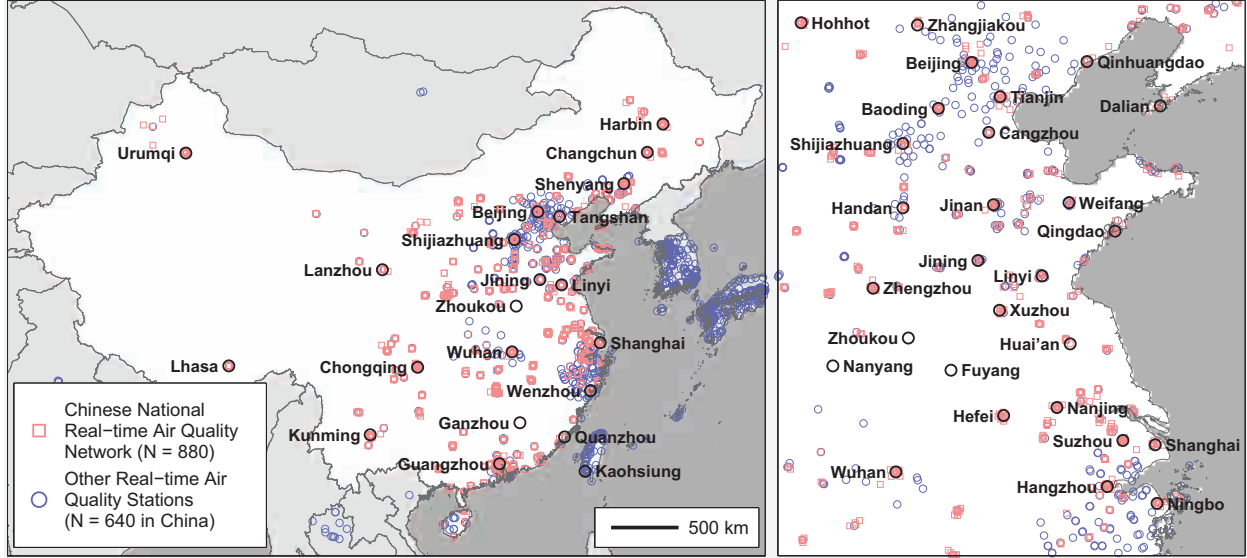 Harbin
Urumqi
Changchun
Shenyang
Beijing
Tangshan
Shijiazhuang
Lanzhou
Jining
Linyi
Zhoukou
Shanghai
Wuhan
Lhasa
Chongqing
Wenzhou
Ganzhou
Kunming
Quanzhou
Guangzhou
Kaohsiung
Chinese National
Real−time Air Quality
Network (N = 880)
Other Real−time Air
Quality Stations
(N = 640 in China)
500 km
Hohhot
Zhangjiakou
Beijing
Qinhuangdao
Tianjin
Baoding
Dalian
Cangzhou
Shijiazhuang
Handan
Jinan
Weifang
Qingdao
Jining
Linyi
Zhengzhou
Xuzhou
Zhoukou
Huai'an
Nanyang
Fuyang
Hefei
Nanjing
Suzhou
Shanghai
Wuhan
Hangzhou
Ningbo